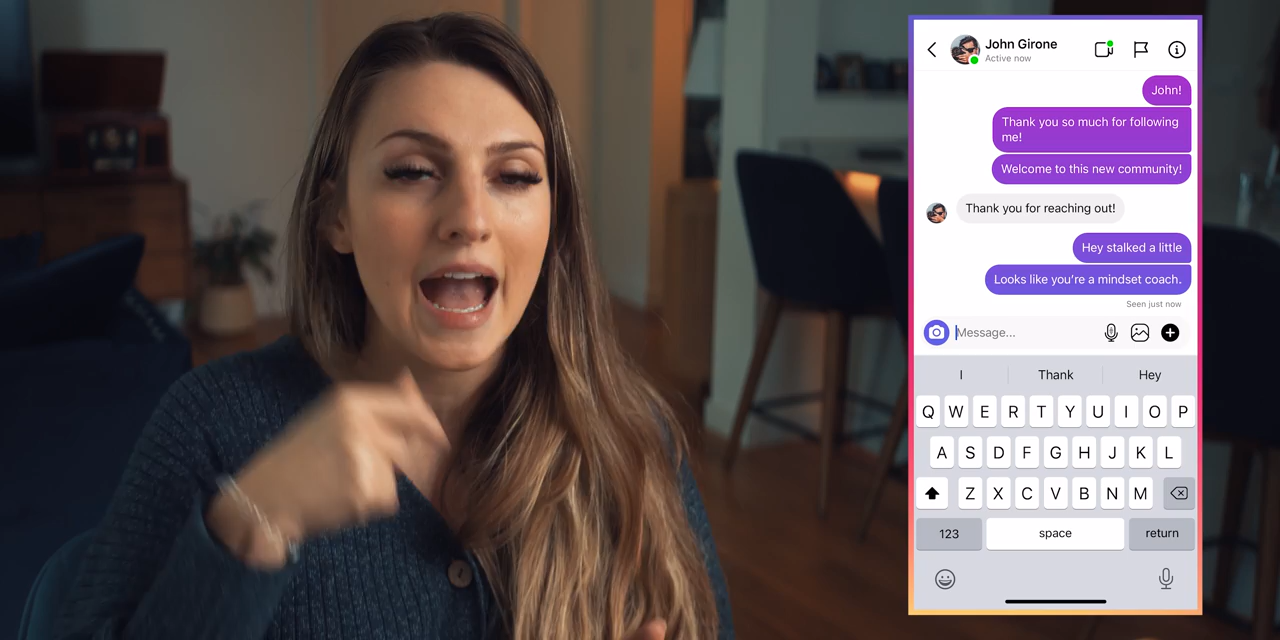 John Girone
Active now
John!
Thank you so much for following
me!
Welcome to this new community!
Thank you for reaching out!
Hey stalked a little
Looks like you're a mindset coach.
Seen just now
Message...
I Thank Hey
Q W E R T Y U I O P
A S D F G H J K L
Z X C V B N M
123 space return